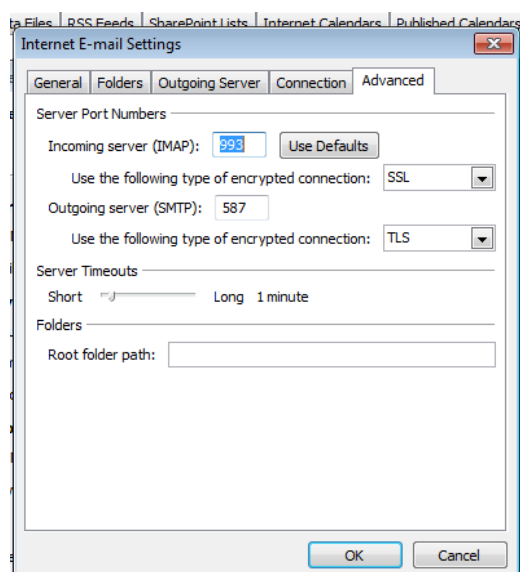 ta Files RSS Feeds SharePoint Lists Internet Calendars Published Calendars
Internet E-mail Settings
General Folders Outgoing Server Connection Advanced
Server Port Numbers
Incoming server (IMAP): 993 Use Defaults
Use the following type of encrypted connection: SSL
Outgoing server (SMTP): 587
Use the following type of encrypted connection: TLS
Server Timeouts
Short Long 1 minute
Folders
Root folder path:
OK Cancel